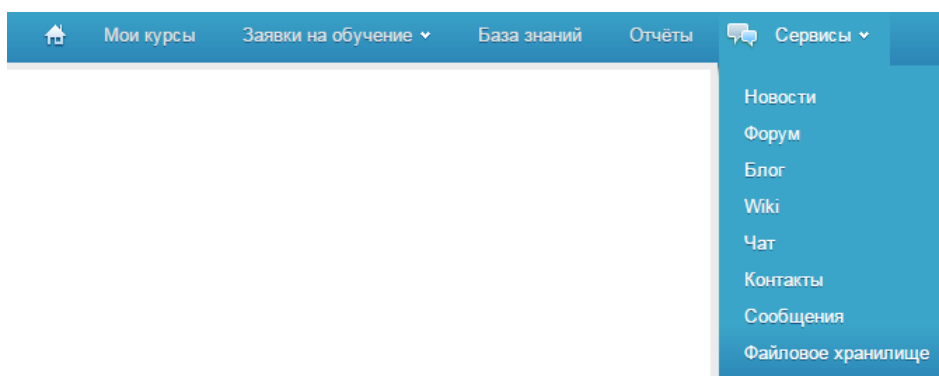 Мои курсы Заявки на обучение База знаний Отчёты Сервисы
Новости
Форум
Блог
Wiki
Чат
Контакты
Сообщения
Файловое хранилище